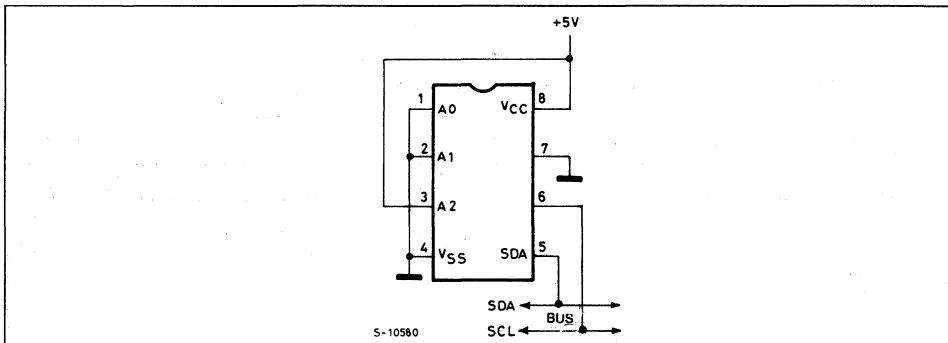 +5V
1 A0 VCC 8
2 A1 7
3 A2 6
4 VSS SDA 5
SDA BUS
S-10580 SCL